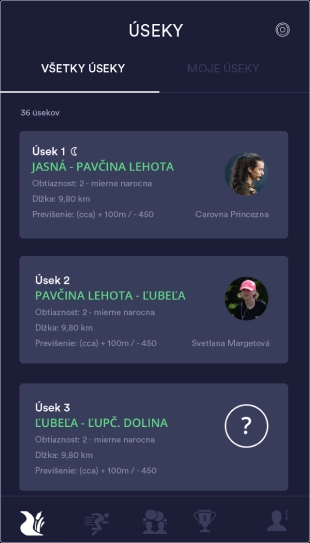 ÚSEKY
VŠETKY ÚSEKY
MOJE ÚSEKY
36 úsekov
Úsek 1
JASNÁ - PAVČINA LEHOTA
Obtiaznost: 2 - mierne narocna
Dĺžka: 9,80 km
Previšenie: (cca) + 100m / - 450
Carovna Princezna
Úsek 2
PAVČINA LEHOTA - ĽUBEĽA
Obtiaznost: 2 - mierne narocna
Dĺžka: 9,80 km
Previšenie: (cca) + 100m / - 450
Svetlana Margetová
Úsek 3
ĽUBEĽA - ĽUPČ. DOLINA
?
Obtiaznost: 2 - mierne narocna
Dĺžka: 9,80 km
Previšenie: (cca) + 100m / - 450